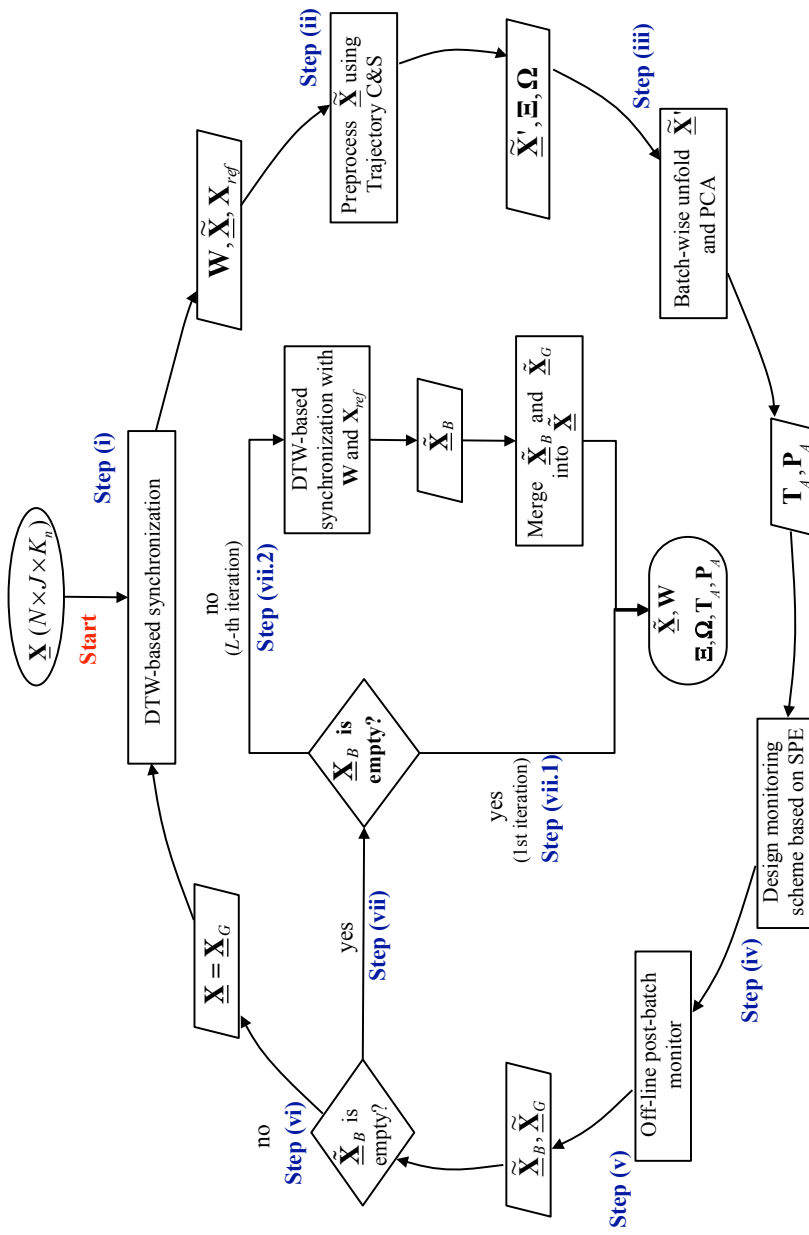 X (N×J×K_n)
Start
DTW-based synchronization
Step (i)
W, X̃, X_ref
Step (ii)
Preprocess X̃ using
Trajectory C&S
X̃', Ξ, Ω
Step (iii)
Batch-wise unfold X̃'
and PCA
T_A, P_A
Design monitoring
scheme based on SPE
Step (iv)
Off-line post-batch
monitor
Step (v)
X̃_B, X̃_G
X̃_B is
empty?
no
Step (vi)
X = X_G
yes
Step (vii)
X_B is
empty?
no
(L-th iteration)
Step (vii.2)
DTW-based
synchronization with
W and X_ref
X̃_B
Merge X̃_B and X̃_G
into X̃
yes
(1st iteration)
Step (vii.1)
X̃, W
Ξ, Ω, T_A, P_A